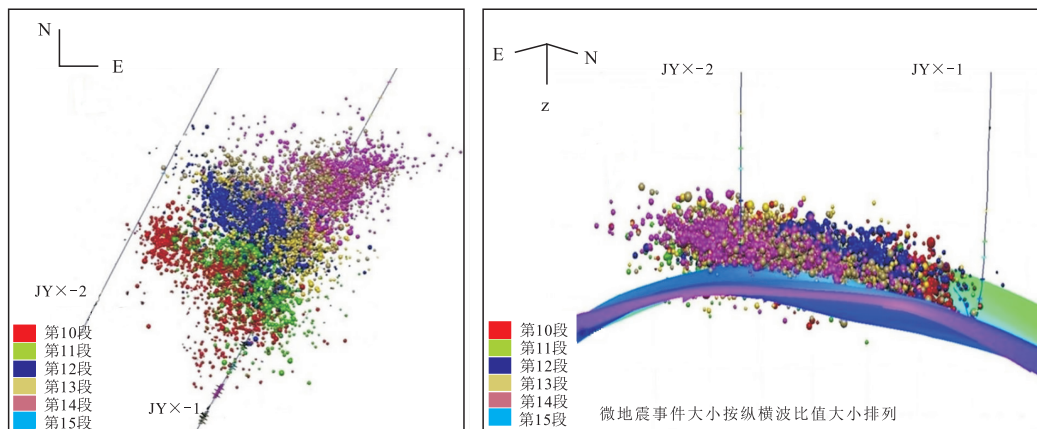 N
E
JY×-2
JY×-1
第10段
第11段
第12段
第13段
第14段
第15段
E
N
z
JY×-2
JY×-1
第10段
第11段
第12段
第13段
第14段
第15段
微地震事件大小按纵横波比值大小排列